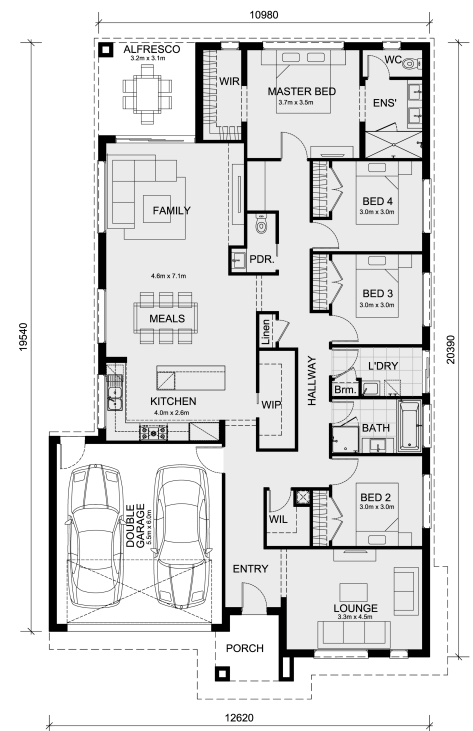 10980
ALFRESCO
3.2m x 3.1m
WC
WIR
MASTER BED
3.7m x 3.5m
ENS'
BED 4
3.0m x 3.0m
FAMILY
PDR.
4.6m x 7.1m
BED 3
3.0m x 3.0m
MEALS
Linen
19540
20390
HALLWAY
L'DRY
Brm.
KITCHEN
4.0m x 2.6m
WIP
BATH
BED 2
3.0m x 3.0m
DOUBLE
GARAGE
5.5m x 6.0m
WIL
ENTRY
LOUNGE
3.3m x 4.5m
PORCH
12620